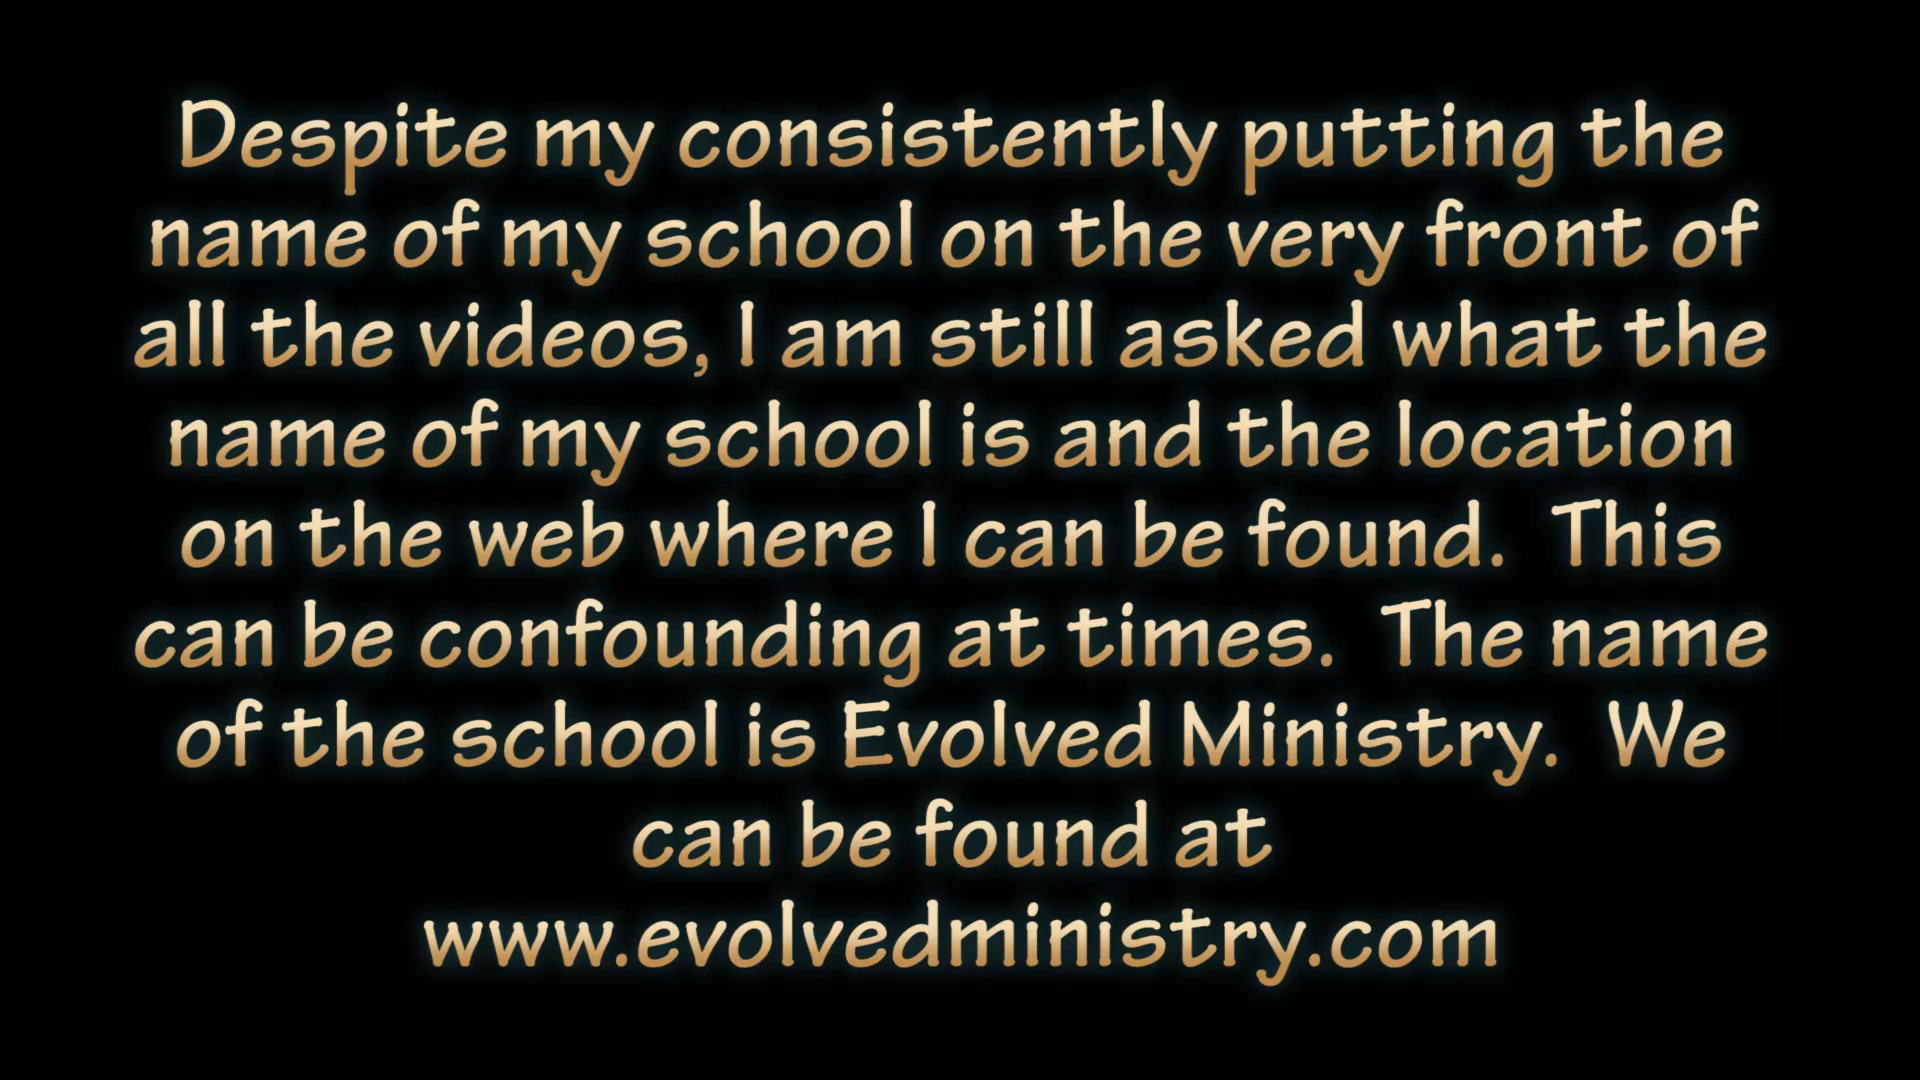 Despite my consistently putting the
name of my school on the very front of
all the videos, I am still asked what the
name of my school is and the location
on the web where I can be found.  This
can be confounding at times.  The name
of the school is Evolved Ministry.  We
can be found at
www.evolvedministry.com